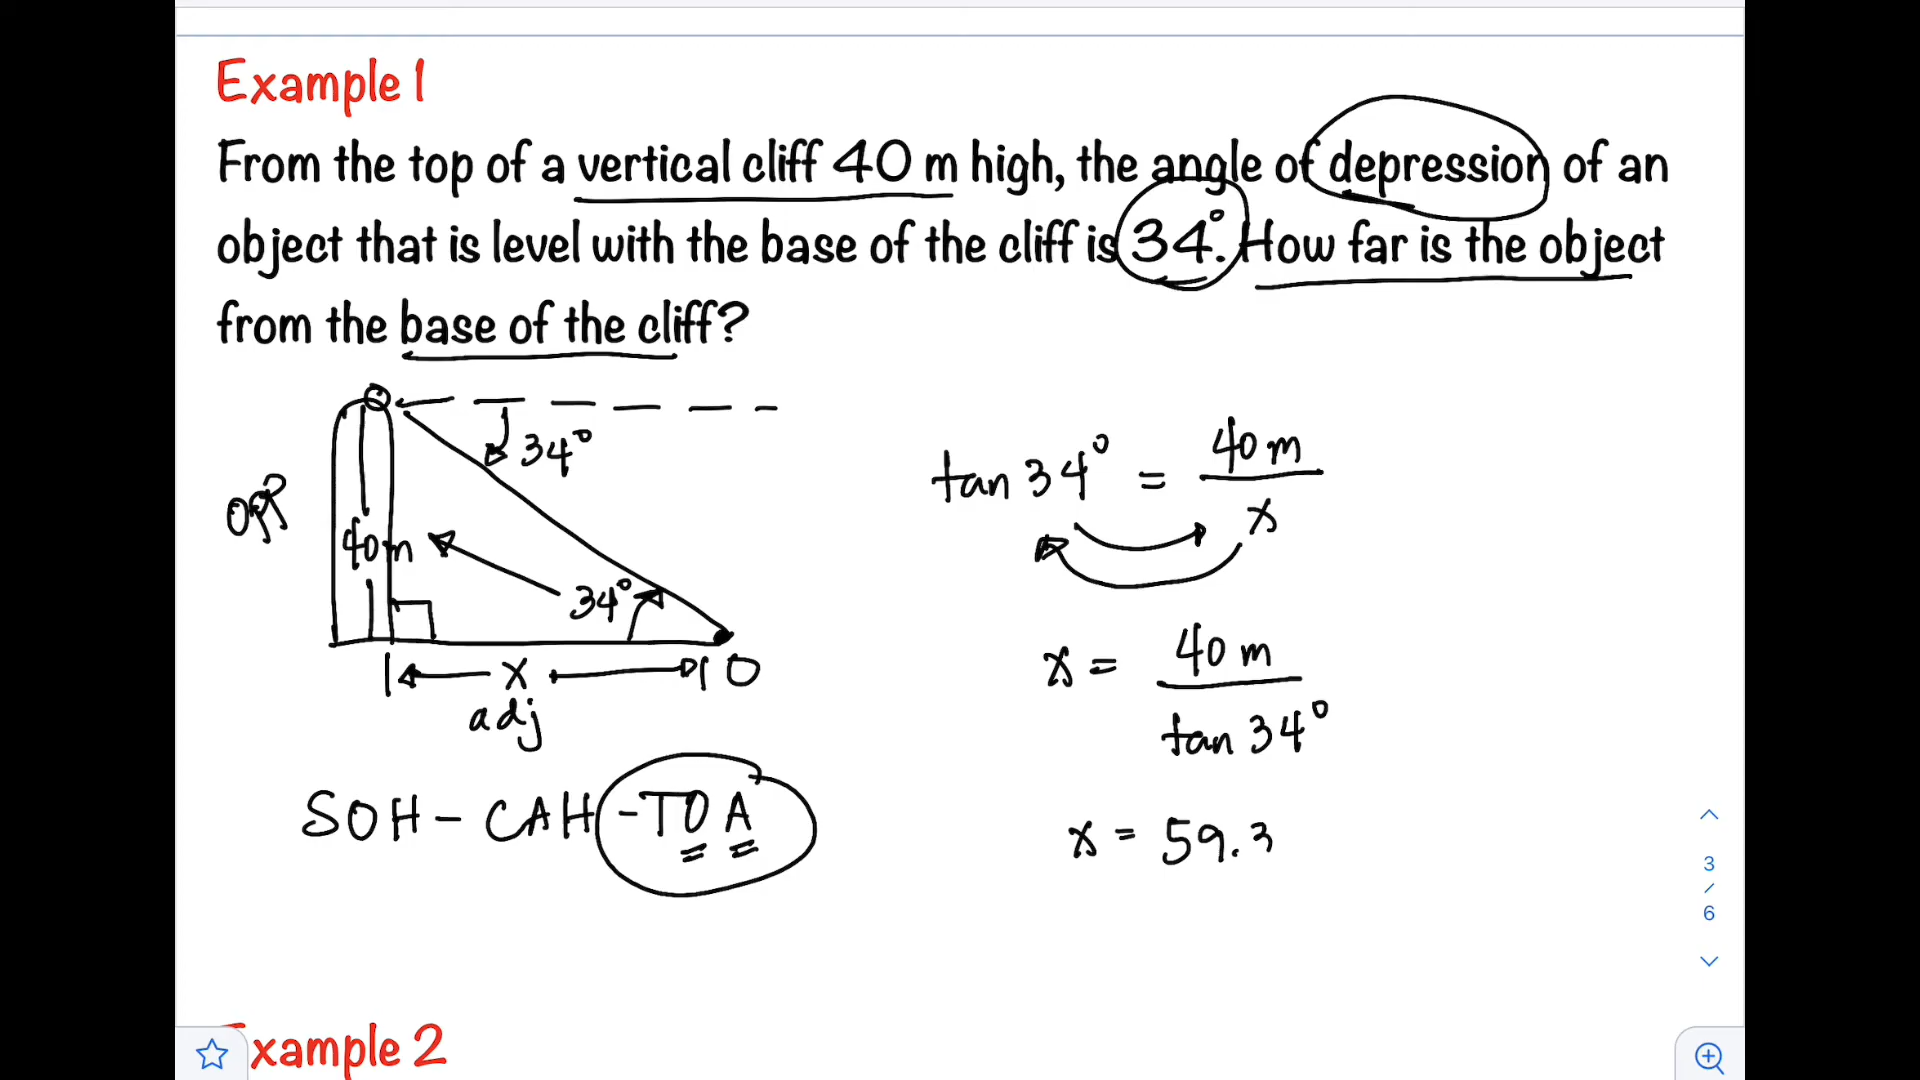 Example 1
From the top of a vertical cliff 40 m high, the angle of depression of an
object that is level with the base of the cliff is 34°. How far is the object
from the base of the cliff?
34°
OPP
40m
34°
x
O
adj
SOH - CAH - TOA
tan 34° = 40 m
x
x = 40 m
tan 34°
x = 59.3
3
/
6
xample 2